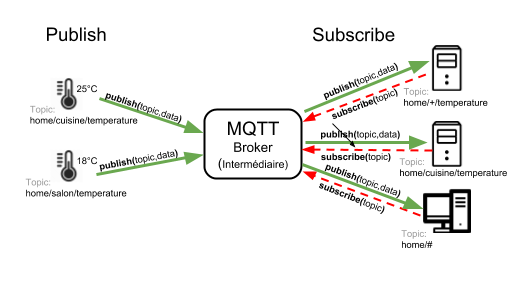 Publish
Subscribe
25°C
publish(topic,data)
Topic:
home/cuisine/temperature
18°C
publish(topic,data)
Topic:
home/salon/temperature
MQTT
Broker
(Intermédiaire)
publish(topic,data)
subscribe(topic)
Topic:
home/+/temperature
publish(topic,data)
subscribe(topic)
Topic:
home/cuisine/temperature
publish(topic,data)
subscribe(topic)
Topic:
home/#